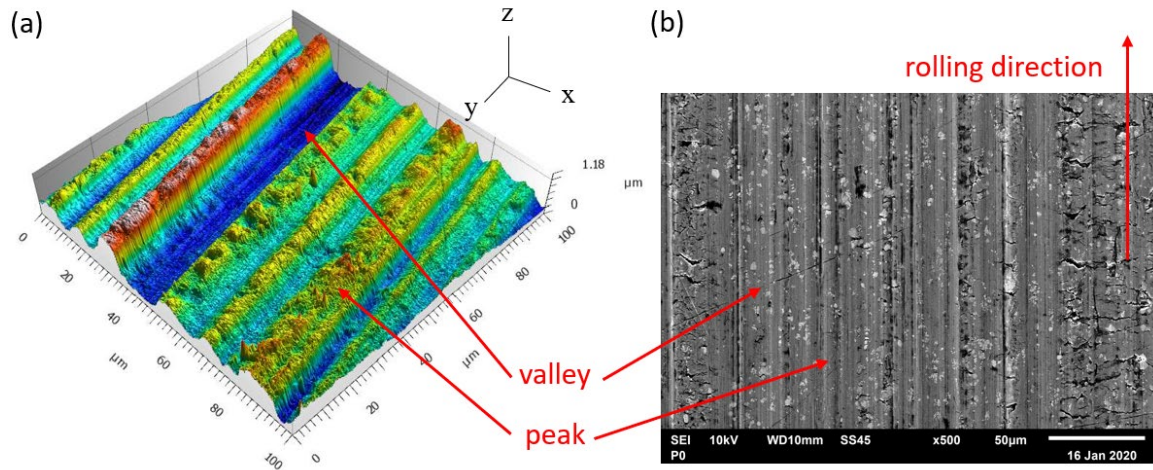 (a)
z
y
x
1.18
μm
0
0
20
40
60
80
100
μm
0
20
40
60
80
100
μm
valley
peak
(b)
rolling direction
SEI 10kV WD10mm SS45 x500 50μm
P0 16 Jan 2020